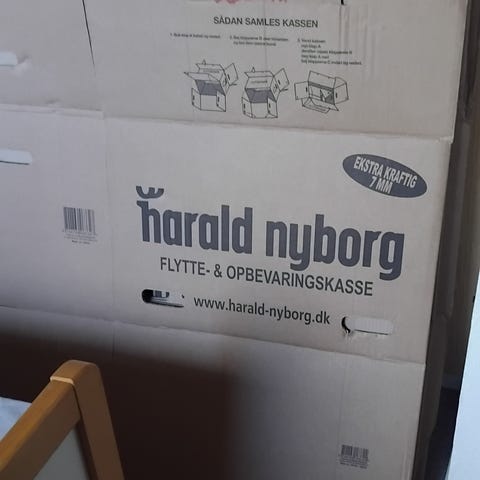 SÅDAN SAMLES KASSEN
EKSTRA KRAFTIG
7 MM
harald nyborg
FLYTTE- & OPBEVARINGSKASSE
www.harald-nyborg.dk